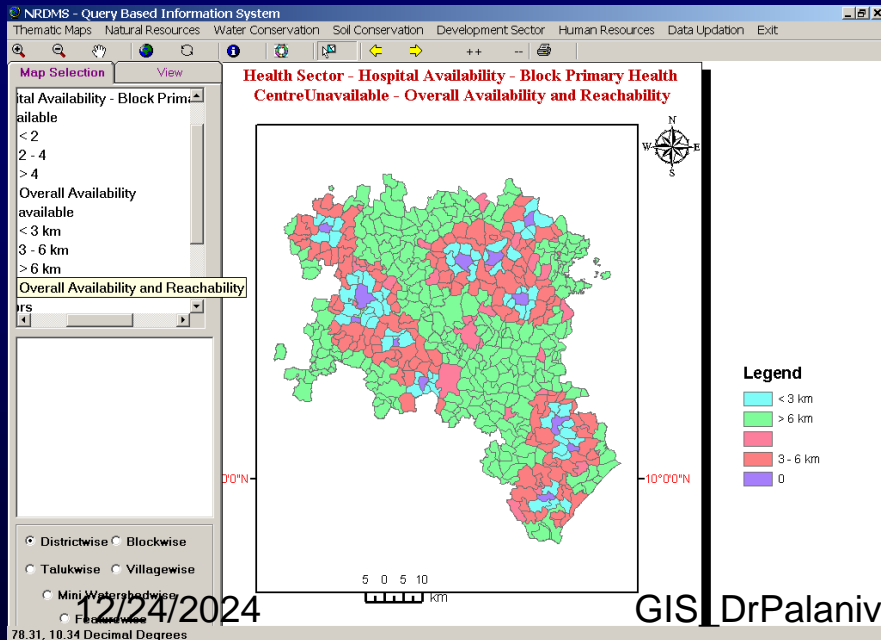 NRDMS - Query Based Information System
Thematic Maps Natural Resources Water Conservation Soil Conservation Development Sector Human Resources Data Updation Exit
++ --
Map Selection View
ital Availability - Block Prima
ailable
< 2
2 - 4
> 4
Overall Availability
available
< 3 km
3 - 6 km
> 6 km
Overall Availability and Reachability
rs
Health Sector - Hospital Availability - Block Primary Health
CentreUnavailable - Overall Availability and Reachability
N
W E
S
0'0"N
10°0'0"N
5 0 5 10
km
Legend
< 3 km
> 6 km
3 - 6 km
0
Districtwise Blockwise
Talukwise Villagewise
Mini Watershedwise
Featurewise
12/24/2024
GIS_DrPalaniv
78.31, 10.34 Decimal Degrees